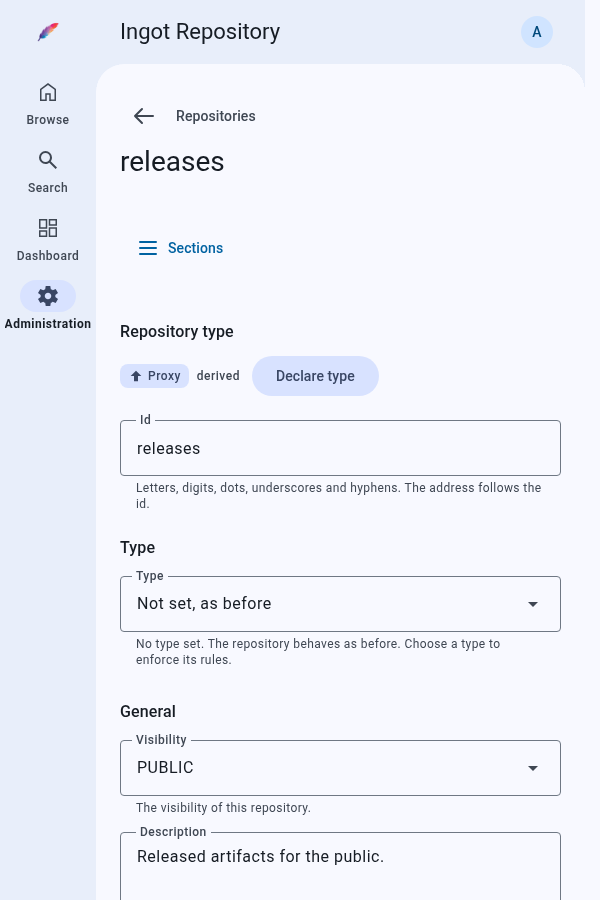 Ingot Repository
A
Browse
Search
Dashboard
Administration
Repositories
releases
Sections
Repository type
Proxy derived Declare type
Id
releases
Letters, digits, dots, underscores and hyphens. The address follows the
id.
Type
Type
Not set, as before
No type set. The repository behaves as before. Choose a type to
enforce its rules.
General
Visibility
PUBLIC
The visibility of this repository.
Description
Released artifacts for the public.